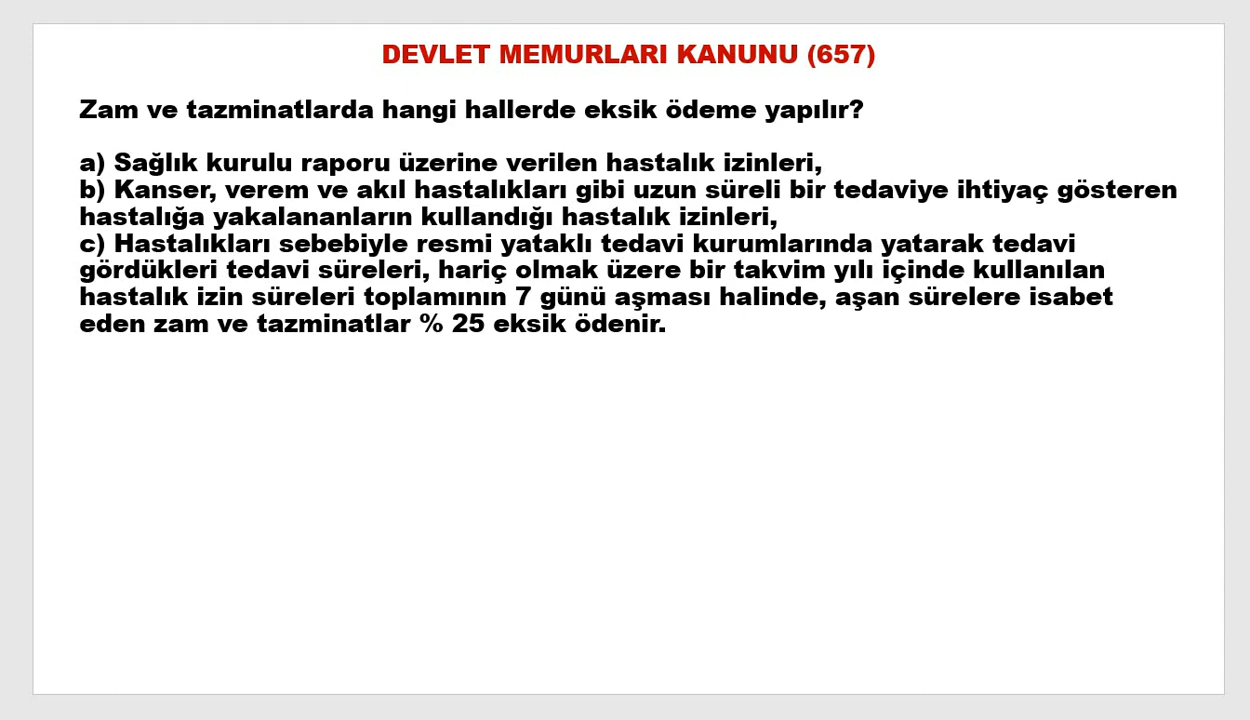 DEVLET MEMURLARI KANUNU (657)
Zam ve tazminatlarda hangi hallerde eksik ödeme yapılır?
a) Sağlık kurulu raporu üzerine verilen hastalık izinleri,
b) Kanser, verem ve akıl hastalıkları gibi uzun süreli bir tedaviye ihtiyaç gösteren
hastalığa yakalananların kullandığı hastalık izinleri,
c) Hastalıkları sebebiyle resmi yataklı tedavi kurumlarında yatarak tedavi
gördükleri tedavi süreleri, hariç olmak üzere bir takvim yılı içinde kullanılan
hastalık izin süreleri toplamının 7 günü aşması halinde, aşan sürelere isabet
eden zam ve tazminatlar % 25 eksik ödenir.